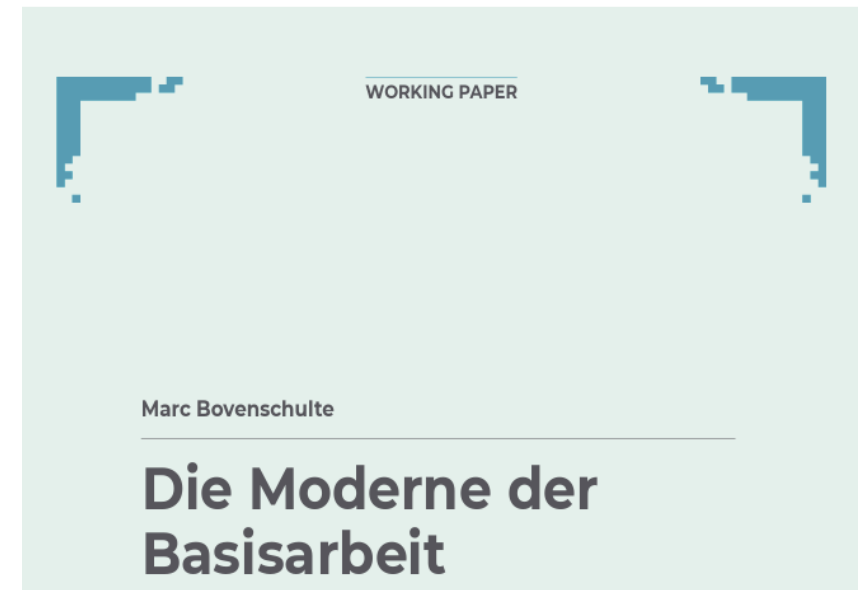 WORKING PAPER
Marc Bovenschulte
Die Moderne der
Basisarbeit